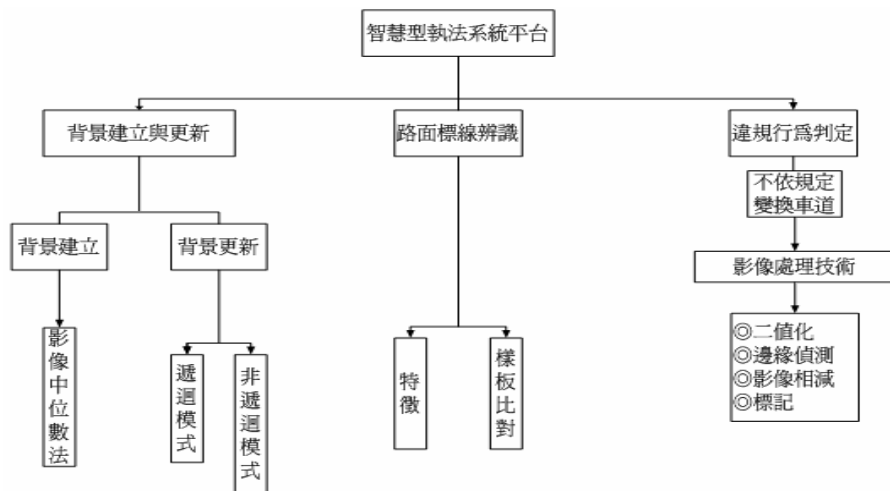 智慧型執法系統平台
背景建立與更新
路面標線辨識
違規行為判定
不依規定
變換車道
背景建立
背景更新
影像處理技術
影像中位數法
遞迴模式
非遞迴模式
特徵
樣板比對
◎二值化
◎邊緣偵測
◎影像相減
◎標記